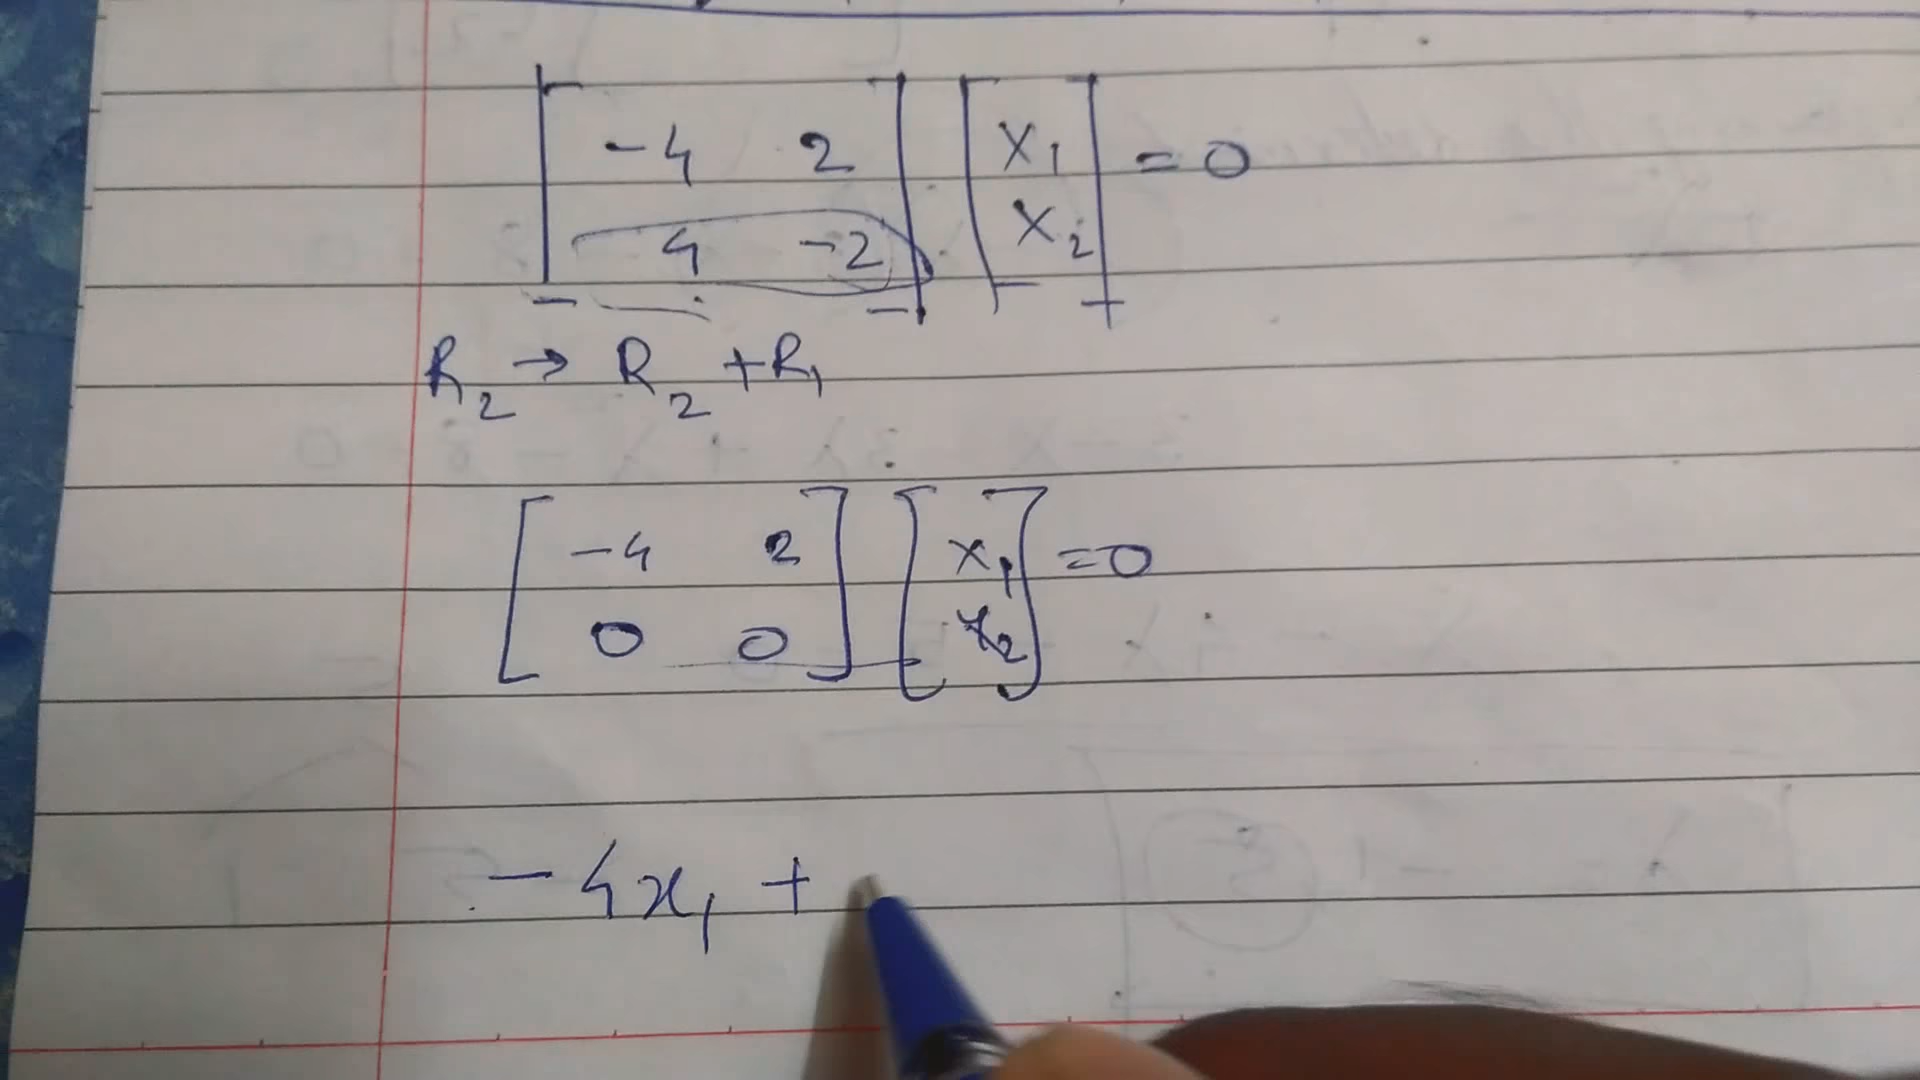 -4 2 x1 = 0
4 -2 x2
R2 → R2 + R1
-4 2 x1 = 0
0 0 x2
-4x1 +